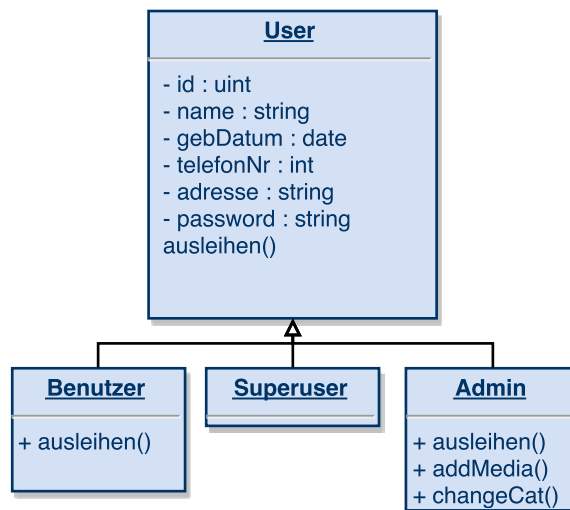 User
- id : uint
- name : string
- gebDatum : date
- telefonNr : int
- adresse : string
- password : string
ausleihen()
Benutzer
+ ausleihen()
Superuser
Admin
+ ausleihen()
+ addMedia()
+ changeCat()